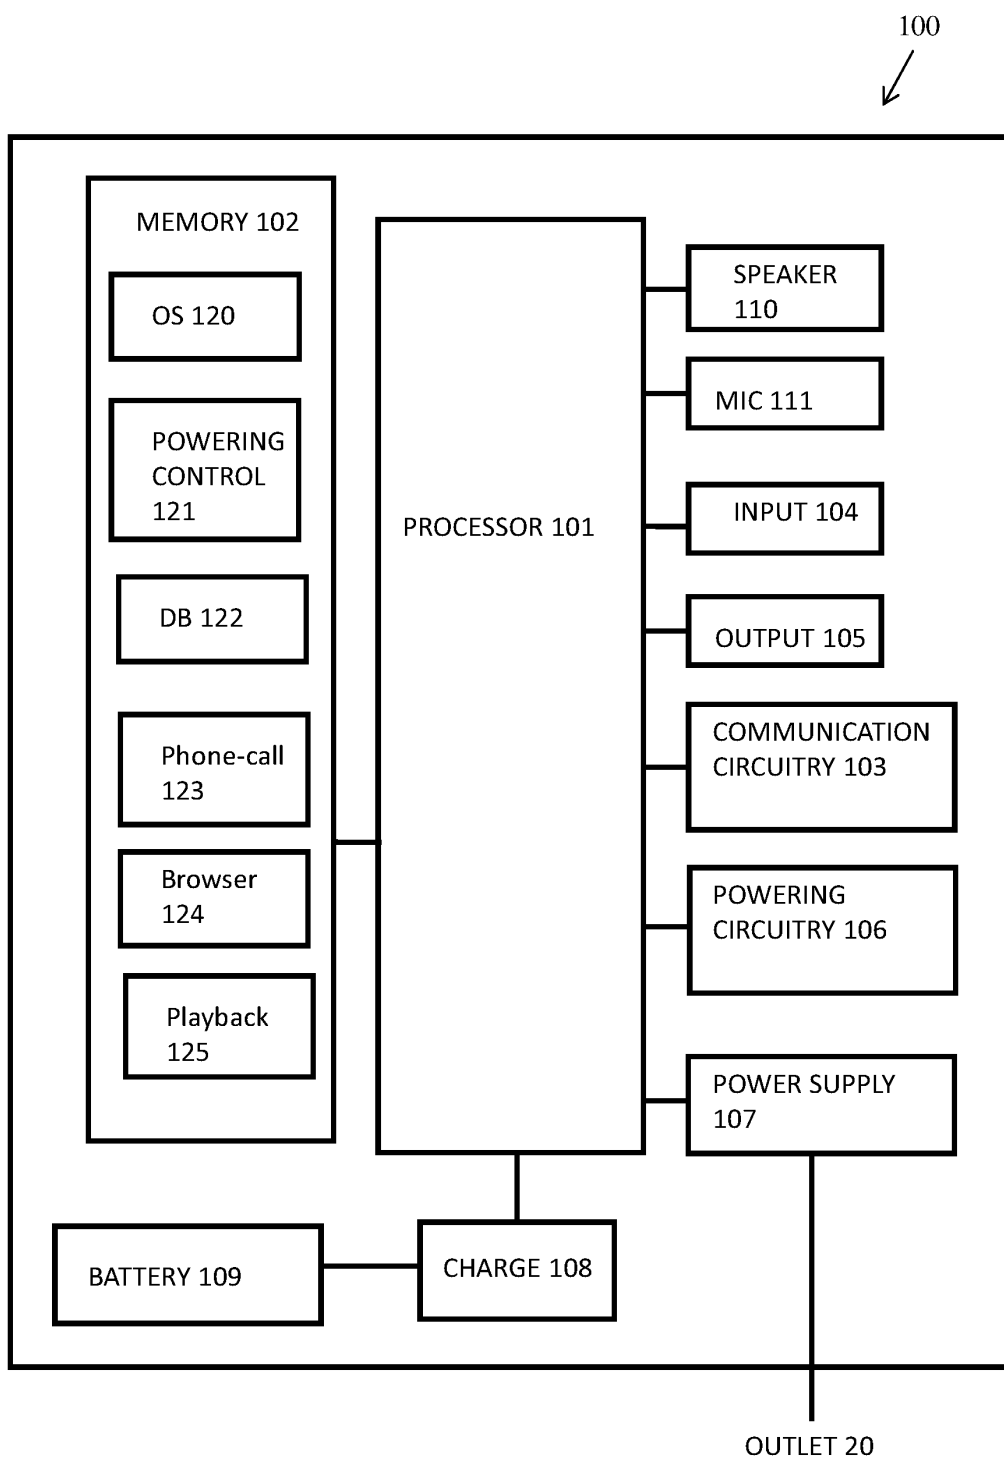 100
MEMORY 102
OS 120
POWERING
CONTROL
121
DB 122
Phone-call
123
Browser
124
Playback
125
PROCESSOR 101
SPEAKER
110
MIC 111
INPUT 104
OUTPUT 105
COMMUNICATION
CIRCUITRY 103
POWERING
CIRCUITRY 106
POWER SUPPLY
107
BATTERY 109
CHARGE 108
OUTLET 20